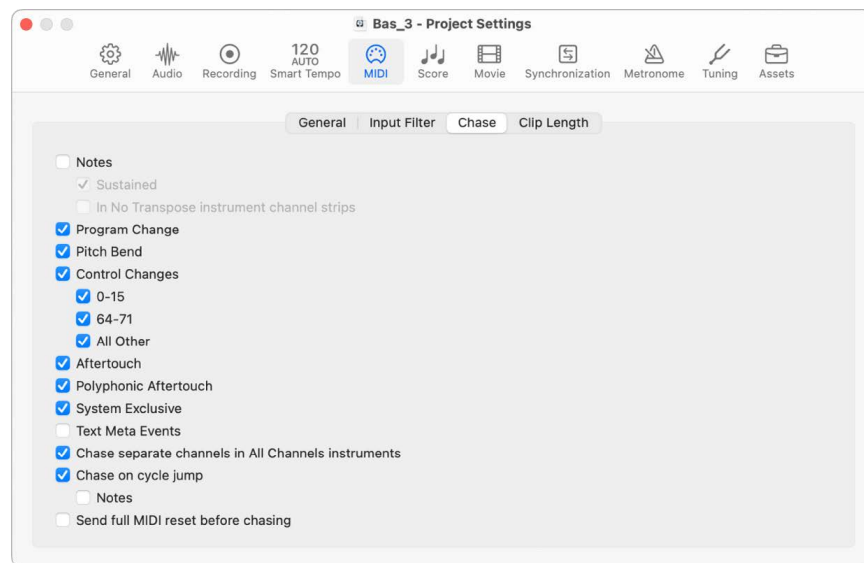 Bas_3 - Project Settings
120
AUTO
General Audio Recording Smart Tempo MIDI Score Movie Synchronization Metronome Tuning Assets
General Input Filter Chase Clip Length
Notes
Sustained
In No Transpose instrument channel strips
Program Change
Pitch Bend
Control Changes
0-15
64-71
All Other
Aftertouch
Polyphonic Aftertouch
System Exclusive
Text Meta Events
Chase separate channels in All Channels instruments
Chase on cycle jump
Notes
Send full MIDI reset before chasing